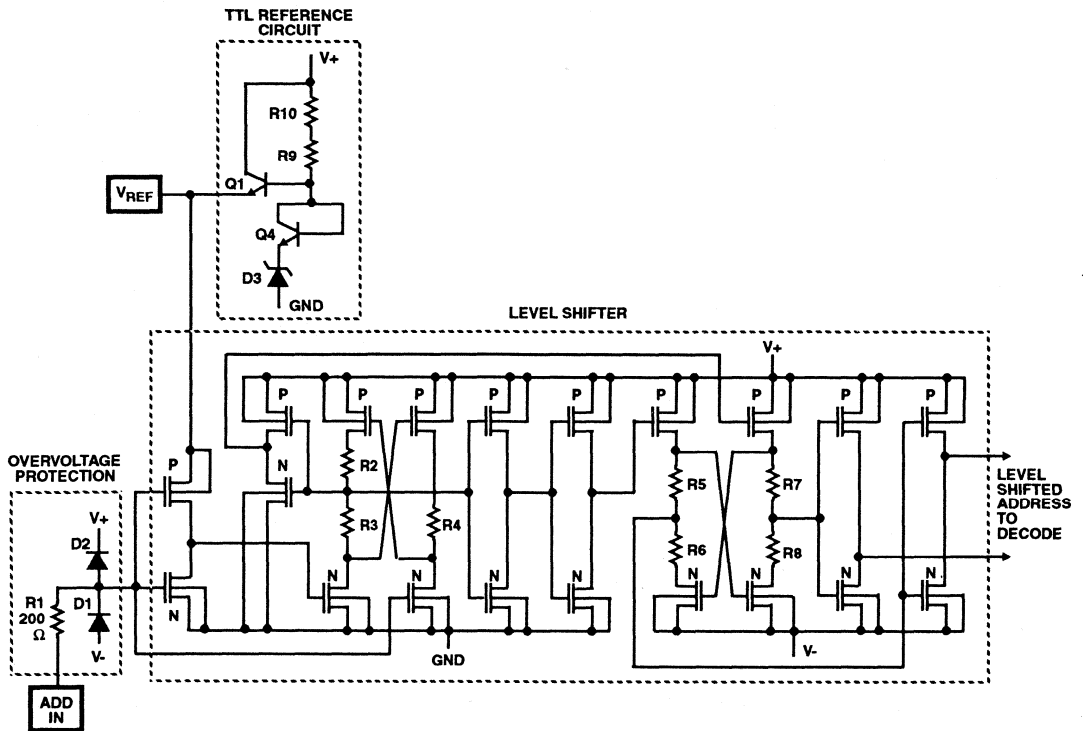 TTL REFERENCE
CIRCUIT
V+
R10
R9
Q1
VREF
Q4
D3
GND
LEVEL SHIFTER
V+
P
P
P
P
P
P
P
P
P
OVERVOLTAGE
PROTECTION
P
N
R2
R3
R4
R5
R6
R7
R8
LEVEL
SHIFTED
ADDRESS
TO
DECODE
V+
D2
D1
R1
200
Ω
V-
N
N
N
N
N
N
N
N
N
GND
V-
ADD
IN